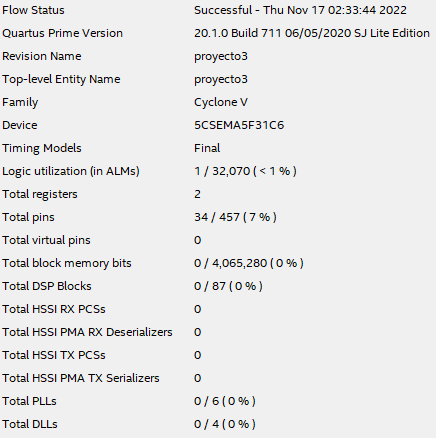 Flow Status Successful - Thu Nov 17 02:33:44 2022
Quartus Prime Version 20.1.0 Build 711 06/05/2020 SJ Lite Edition
Revision Name proyecto3
Top-level Entity Name proyecto3
Family Cyclone V
Device 5CSEMA5F31C6
Timing Models Final
Logic utilization (in ALMs) 1 / 32,070 ( < 1 % )
Total registers 2
Total pins 34 / 457 ( 7 % )
Total virtual pins 0
Total block memory bits 0 / 4,065,280 ( 0 % )
Total DSP Blocks 0 / 87 ( 0 % )
Total HSSI RX PCSs 0
Total HSSI PMA RX Deserializers 0
Total HSSI TX PCSs 0
Total HSSI PMA TX Serializers 0
Total PLLs 0 / 6 ( 0 % )
Total DLLs 0 / 4 ( 0 % )